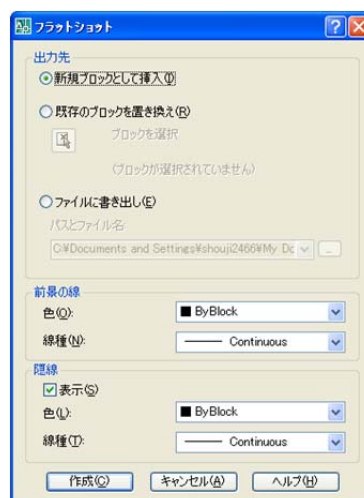 フラットショット
出力先
新規ブロックとして挿入(I)
既存のブロックを置き換え(R)
ブロックを選択
(ブロックが選択されていません)
ファイルに書き出し(E)
パスとファイル名:
C:¥Documents and Settings¥shouji2466¥My Dc
...
前景の線
色(O):
ByBlock
線種(N):
Continuous
隠線
表示(S)
色(L):
ByBlock
線種(T):
Continuous
作成(C)
キャンセル(A)
ヘルプ(H)